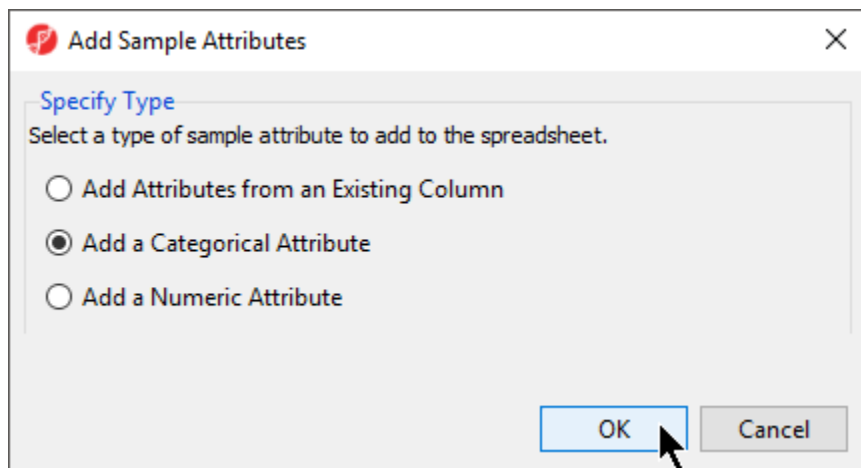 Add Sample Attributes
Specify Type
Select a type of sample attribute to add to the spreadsheet.
Add Attributes from an Existing Column
Add a Categorical Attribute
Add a Numeric Attribute
OK Cancel